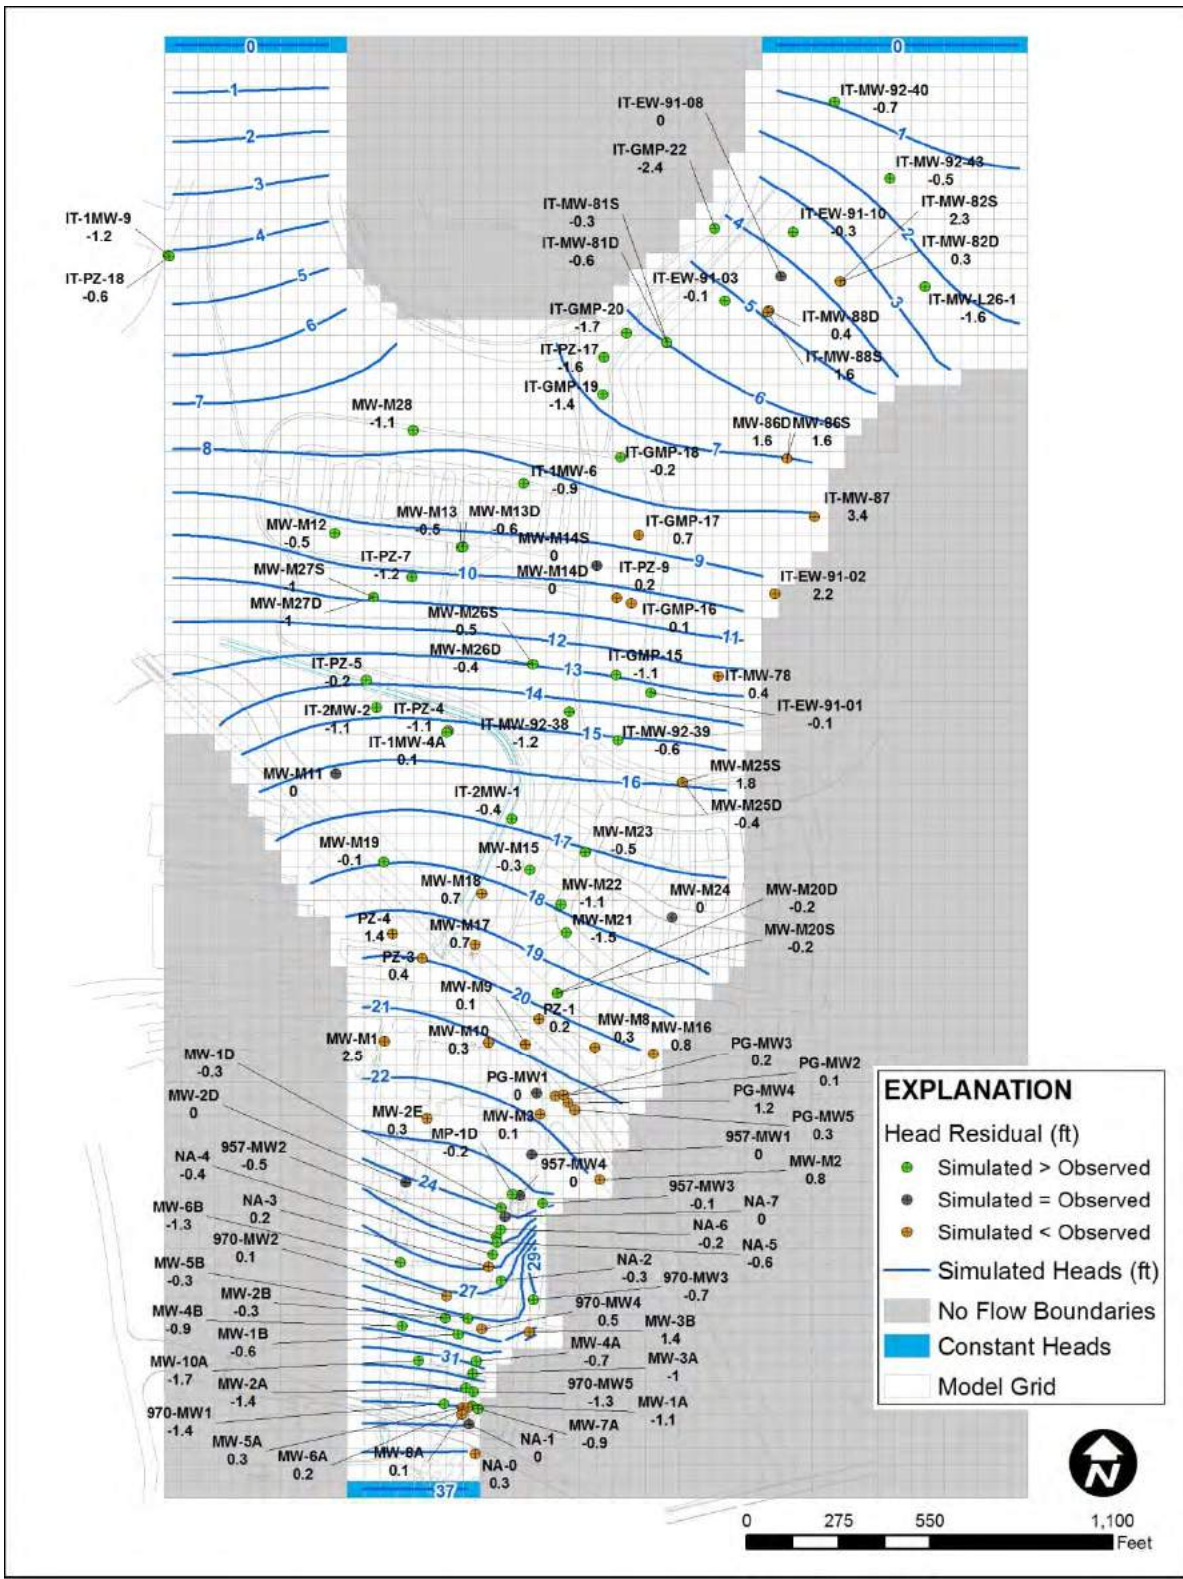 0
0
1
IT-MW-92-40
-0.7
IT-EW-91-08
0
1
2
IT-GMP-22
-2.4
IT-MW-92-43
-0.5
3
IT-MW-81S
-0.3
IT-MW-82S
2.3
IT-1MW-9
-1.2
4
4
IT-EW-91-10
-0.3
2
IT-MW-81D
-0.6
IT-MW-82D
0.3
IT-PZ-18
-0.6
5
IT-EW-91-03
-0.1
5
3
IT-MW-L26-1
-1.6
6
IT-GMP-20
-1.7
IT-MW-88D
0.4
IT-PZ-17
-1.6
IT-MW-88S
1.6
IT-GMP-19
-1.4
6
7
MW-M28
-1.1
MW-86D
1.6
MW-86S
1.6
8
7
IT-GMP-18
-0.2
IT-1MW-6
-0.9
IT-MW-87
3.4
MW-M13
-0.5
MW-M13D
-0.6
IT-GMP-17
0.7
MW-M12
-0.5
MW-M14S
0
9
IT-PZ-7
-1.2
10
MW-M14D
0
IT-PZ-9
0.2
MW-M27S
-1
IT-EW-91-02
2.2
MW-M27D
-1
MW-M26S
-0.5
IT-GMP-16
0.1
11
12
MW-M26D
-0.4
IT-PZ-5
-0.2
13
IT-GMP-15
-1.1
IT-MW-78
0.4
14
IT-2MW-2
-1.1
IT-PZ-4
-1.1
IT-EW-91-01
-0.1
IT-MW-92-38
-1.2
15
IT-MW-92-39
-0.6
IT-1MW-4A
0.1
MW-M11
0
16
MW-M25S
1.8
IT-2MW-1
-0.4
MW-M25D
-0.4
17
MW-M23
-0.5
MW-M19
-0.1
MW-M15
-0.3
MW-M18
0.7
18
MW-M22
-1.1
MW-M24
0
MW-M20D
-0.2
PZ-4
1.4
MW-M17
0.7
MW-M21
-1.5
MW-M20S
-0.2
PZ-3
0.4
19
MW-M9
0.1
20
21
PZ-1
0.2
MW-M8
0.3
MW-M16
0.8
MW-M1
2.5
MW-M10
0.3
PG-MW3
0.2
MW-1D
-0.3
PG-MW2
0.1
22
PG-MW1
0
PG-MW4
1.2
MW-2D
0
MW-2E
0.3
MW-M3
0.1
PG-MW5
0.3
MP-1D
-0.2
957-MW1
0
957-MW2
-0.5
NA-4
-0.4
957-MW4
0
MW-M2
0.8
24
957-MW3
-0.1
NA-3
0.2
NA-7
0
MW-6B
-1.3
NA-6
-0.2
970-MW2
0.1
NA-5
-0.6
29
NA-2
-0.3
MW-5B
-0.3
27
970-MW3
-0.7
MW-2B
-0.3
970-MW4
0.5
MW-4B
-0.9
MW-3B
1.4
MW-1B
-0.6
MW-4A
-0.7
31
MW-10A
-1.7
MW-3A
-1
MW-2A
-1.4
970-MW5
-1.3
MW-1A
-1.1
970-MW1
-1.4
MW-7A
-0.9
MW-5A
0.3
NA-1
0
MW-6A
0.2
MW-8A
0.1
NA-0
0.3
37
EXPLANATION
Head Residual (ft)
Simulated > Observed
Simulated = Observed
Simulated < Observed
Simulated Heads (ft)
No Flow Boundaries
Constant Heads
Model Grid
N
0 275 550 1,100
Feet